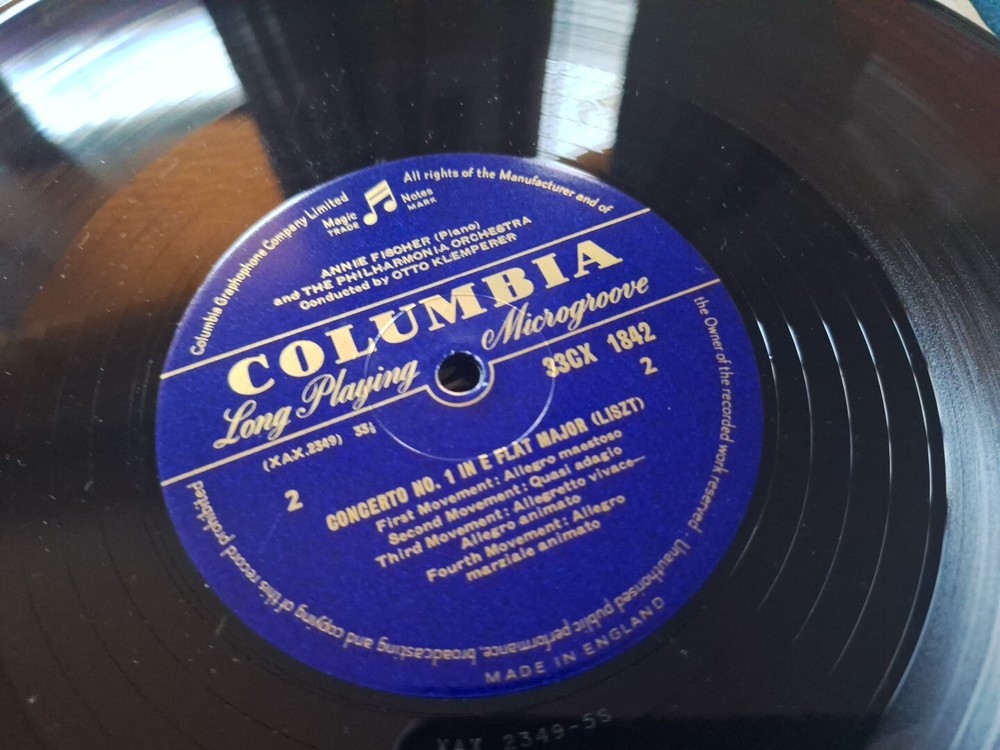 Columbia Graphophone Company Limited
Magic Notes
TRADE MARK
All rights of the Manufacturer and of
the Owner of the recorded work reserved · Unauthorised public performance, broadcasting and copying of this record prohibited
ANNIE FISCHER (Piano)
and THE PHILHARMONIA ORCHESTRA
Conducted by OTTO KLEMPERER
COLUMBIA
Long Playing Microgroove
(XAX.2349) 33⅓
33CX 1842
2
2
CONCERTO NO. 1 IN E FLAT MAJOR (LISZT)
First Movement: Allegro maestoso
Second Movement: Quasi adagio
Third Movement: Allegretto vivace—
Allegro animato
Fourth Movement: Allegro
marziale animato
MADE IN ENGLAND
XAX 2349-5S